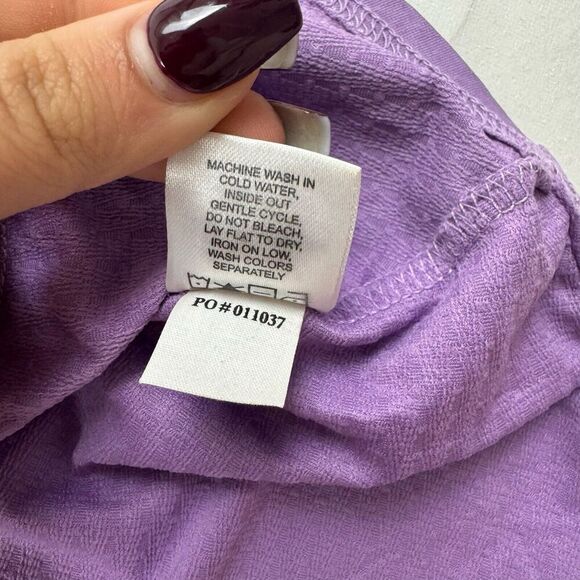 MACHINE WASH IN
COLD WATER,
INSIDE OUT
GENTLE CYCLE.
DO NOT BLEACH,
LAY FLAT TO DRY,
IRON ON LOW,
WASH COLORS
SEPARATELY
PO#011037